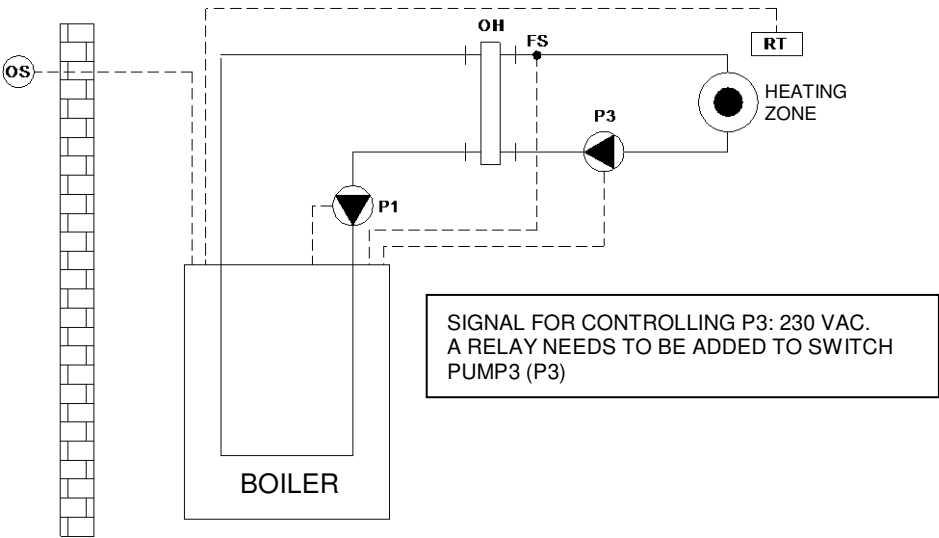 OH
FS
RT
OS
HEATING
ZONE
P3
P1
SIGNAL FOR CONTROLLING P3: 230 VAC.
A RELAY NEEDS TO BE ADDED TO SWITCH
PUMP3 (P3)
BOILER